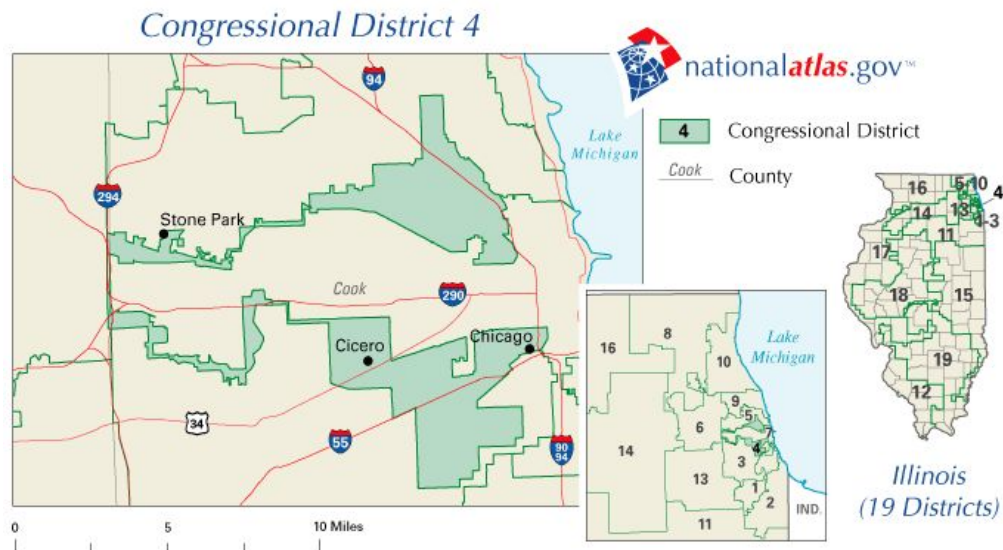 Congressional District 4
nationalatlas.gov™
4 Congressional District
Cook County
94
Lake
Michigan
294
Stone Park
Cook
290
Cicero
Chicago
34
55
90
94
0 5 10 Miles
8
16
10
Lake
Michigan
9
5
7
6
4
14
3
13
1
2
11
IND.
16
5
10
4
14
13
1-3
11
17
18
15
19
12
Illinois
(19 Districts)